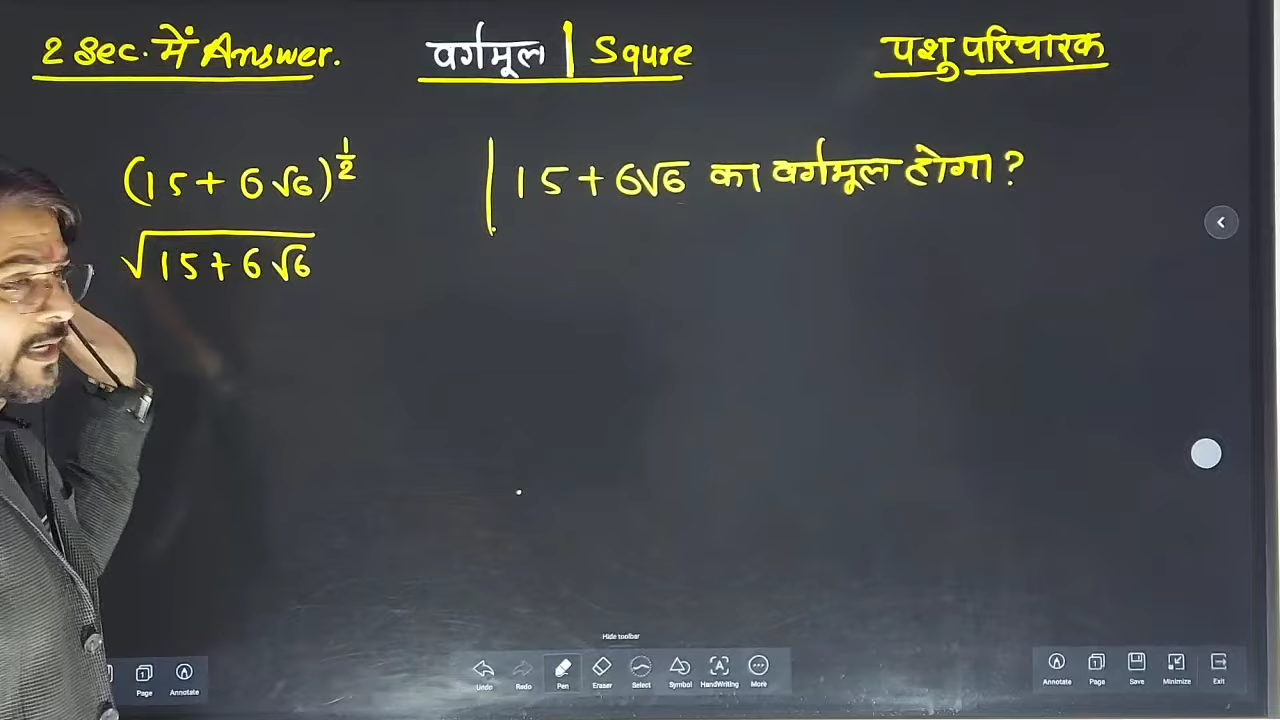 2 Sec. में Answer.
वर्गमूल | Squre
पशु परिचारक
(15 + 6√6)^1/2
√15 + 6√6
15 + 6√6 का वर्गमूल होगा ?
Hide toolbar
Page
Annotate
Undo
Redo
Pen
Eraser
Select
Symbol
HandWriting
More
Annotate
Page
Save
Minimize
Exit